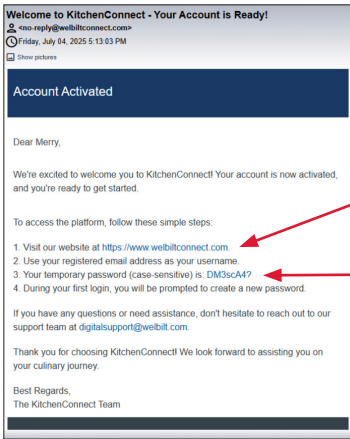 Welcome to KitchenConnect - Your Account is Ready!
<no-reply@welbiltconnect.com>
Friday, July 04, 2025 5:13:03 PM
Show pictures
Account Activated
Dear Merry,
We're excited to welcome you to KitchenConnect! Your account is now activated,
and you're ready to get started.
To access the platform, follow these simple steps:
1. Visit our website at https://www.welbiltconnect.com.
2. Use your registered email address as your username.
3. Your temporary password (case-sensitive) is: DM3scA4?
4. During your first login, you will be prompted to create a new password.
If you have any questions or need assistance, don't hesitate to reach out to our
support team at digitalsupport@welbilt.com.
Thank you for choosing KitchenConnect! We look forward to assisting you on
your culinary journey.
Best Regards,
The KitchenConnect Team